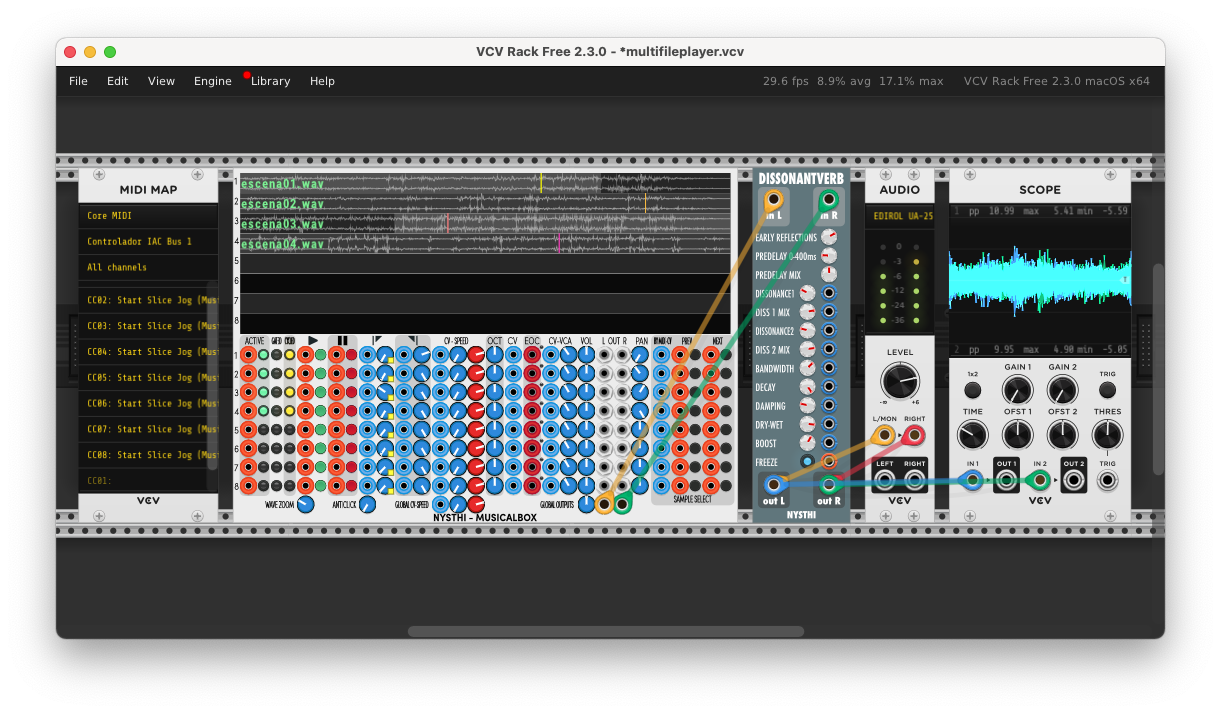 VCV Rack Free 2.3.0 - *multifileplayer.vcv
File Edit View Engine Library Help
29.6 fps 8.9% avg 17.1% max VCV Rack Free 2.3.0 macOS x64
MIDI MAP
Core MIDI
Controlador IAC Bus 1
All channels
CC02: Start Slice Jog (Mus
CC03: Start Slice Jog (Mus
CC04: Start Slice Jog (Mus
CC05: Start Slice Jog (Mus
CC06: Start Slice Jog (Mus
CC07: Start Slice Jog (Mus
CC08: Start Slice Jog (Mus
CC01:
VCV
1 escena01.wav
2 escena02.wav
3 escena03.wav
4 escena04.wav
5
6
7
8
ACTIVE CV-SPEED OCT CV EOC CV-VCA VOL L OUT R PAN PREV NEXT
1
2
3
4
5
6
7
8
WAVE ZOOM ANTICLICK GLOBAL CV-SPEED GLOBAL OUTPUTS SAMPLE SELECT
NYSTHI - MUSICALBOX
DISSONANTVERB
in L in R
EARLY REFLECTIONS
PREDELAY 0-400ms
PREDELAY MIX
DISSONANCE1
DISS 1 MIX
DISSONANCE2
DISS 2 MIX
BANDWIDTH
DECAY
DAMPING
DRY-WET
BOOST
FREEZE
out L out R
NYSTHI
AUDIO
EDIROL UA-25
0
-3
-6
-12
-24
-36
LEVEL
-∞ +6
L/MON RIGHT
LEFT RIGHT
VCV
SCOPE
1 pp 10.99 max 5.41 min -5.59
2 pp 9.95 max 4.90 min -5.05
1x2 GAIN 1 GAIN 2 TRIG
TIME OFST 1 OFST 2 THRES
IN 1 OUT 1 IN 2 OUT 2 TRIG
VCV